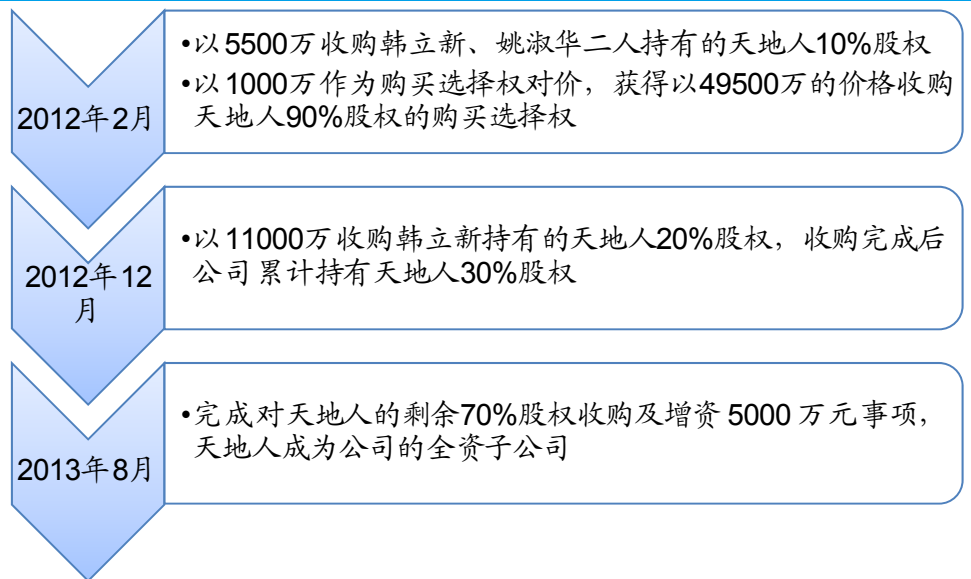 2012年2月
•以5500万收购韩立新、姚淑华二人持有的天地人10%股权
•以1000万作为购买选择权对价，获得以49500万的价格收购
天地人90%股权的购买选择权
2012年12
月
•以11000万收购韩立新持有的天地人20%股权，收购完成后
公司累计持有天地人30%股权
2013年8月
•完成对天地人的剩余70%股权收购及增资 5000 万元事项，
天地人成为公司的全资子公司